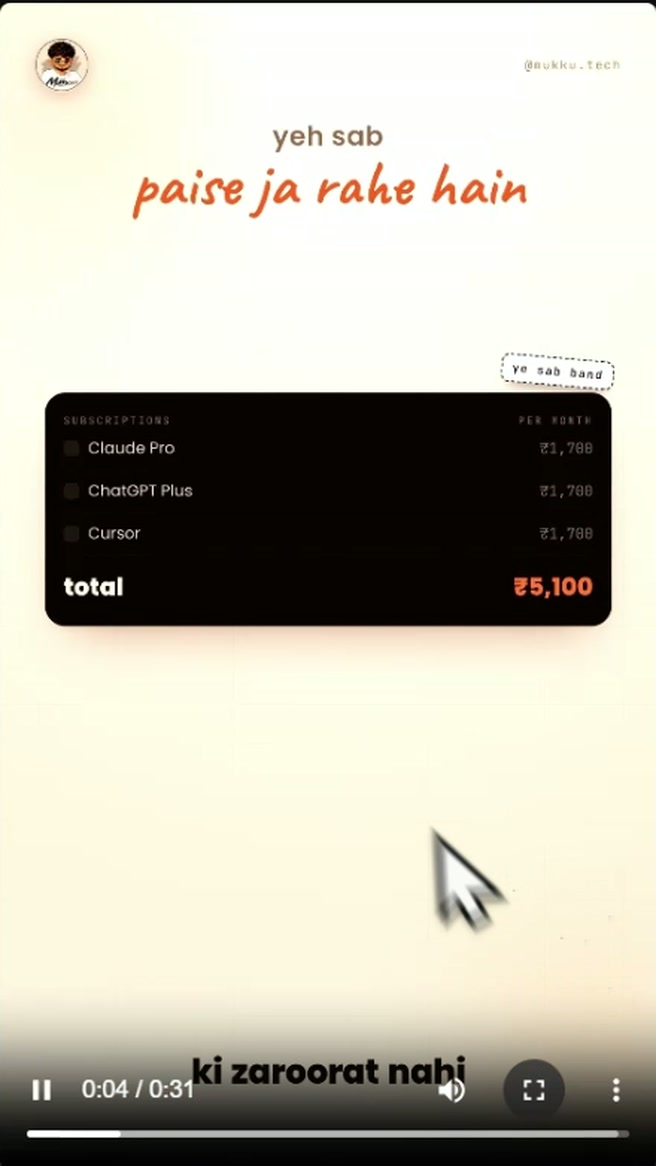 @mukku.tech
yeh sab
paise ja rahe hain
ye sab band
SUBSCRIPTIONS PER MONTH
Claude Pro ₹1,700
ChatGPT Plus ₹1,700
Cursor ₹1,700
total ₹5,100
ki zaroorat nahi
0:04 / 0:31